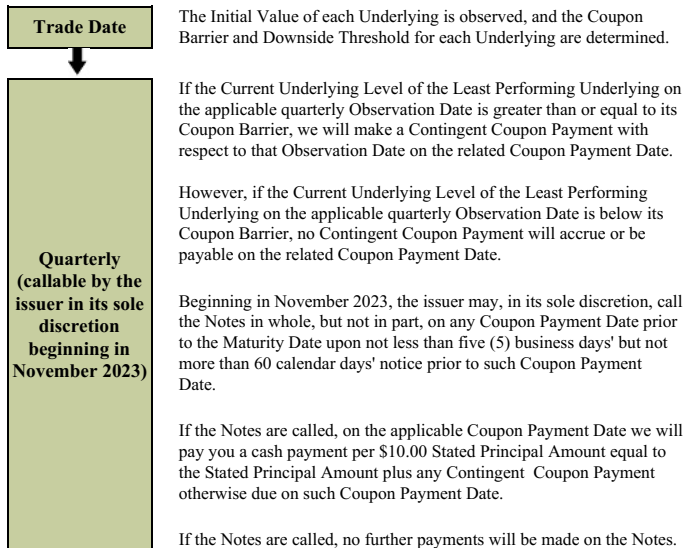 Trade Date
The Initial Value of each Underlying is observed, and the Coupon
Barrier and Downside Threshold for each Underlying are determined.
Quarterly
(callable by the
issuer in its sole
discretion
beginning in
November 2023)
If the Current Underlying Level of the Least Performing Underlying on
the applicable quarterly Observation Date is greater than or equal to its
Coupon Barrier, we will make a Contingent Coupon Payment with
respect to that Observation Date on the related Coupon Payment Date.
However, if the Current Underlying Level of the Least Performing
Underlying on the applicable quarterly Observation Date is below its
Coupon Barrier, no Contingent Coupon Payment will accrue or be
payable on the related Coupon Payment Date.
Beginning in November 2023, the issuer may, in its sole discretion, call
the Notes in whole, but not in part, on any Coupon Payment Date prior
to the Maturity Date upon not less than five (5) business days' but not
more than 60 calendar days' notice prior to such Coupon Payment
Date.
If the Notes are called, on the applicable Coupon Payment Date we will
pay you a cash payment per $10.00 Stated Principal Amount equal to
the Stated Principal Amount plus any Contingent Coupon Payment
otherwise due on such Coupon Payment Date.
If the Notes are called, no further payments will be made on the Notes.